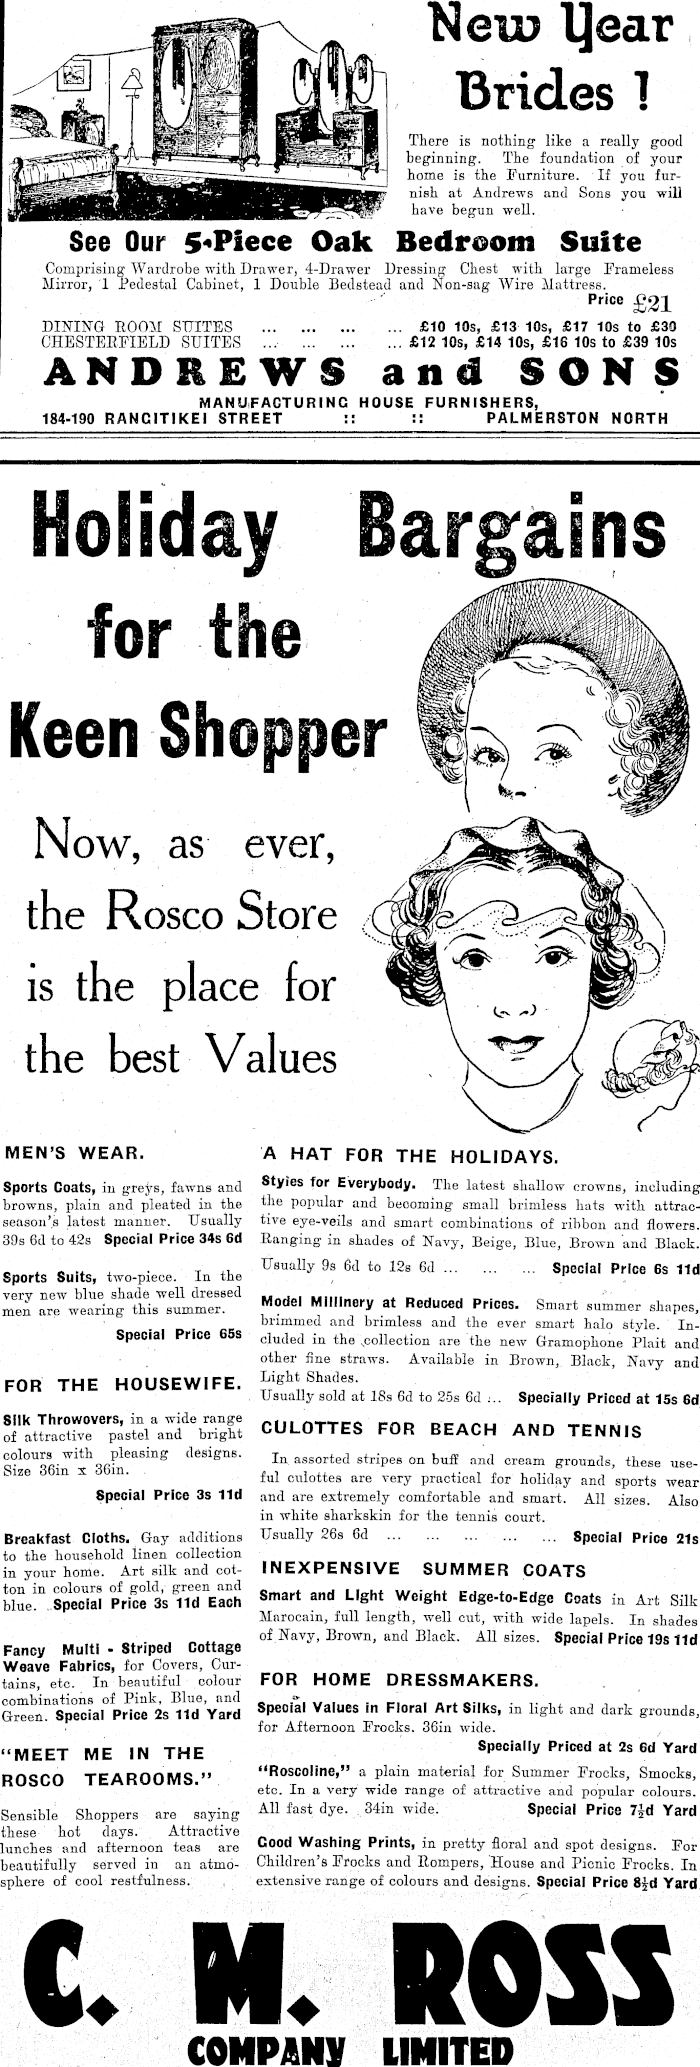 New Year
Brides !
There is nothing like a really good
beginning. The foundation of your
home is the Furniture. If you fur-
nish at Andrews and Sons you will
have begun well.
See Our 5-Piece Oak Bedroom Suite
Comprising Wardrobe with Drawer, 4-Drawer Dressing Chest with large Frameless
Mirror, 1 Pedestal Cabinet, 1 Double Bedstead and Non-sag Wire Mattress.
Price £21
DINING ROOM SUITES ... ... ... ... £10 10s, £13 10s, £17 10s to £30
CHESTERFIELD SUITES ... ... ... ... £12 10s, £14 10s, £16 10s to £39 10s
ANDREWS and SONS
MANUFACTURING HOUSE FURNISHERS,
184-190 RANGITIKEI STREET :: :: PALMERSTON NORTH
Holiday Bargains
for the
Keen Shopper
Now, as ever,
the Rosco Store
is the place for
the best Values
MEN'S WEAR.
Sports Coats, in greys, fawns and
browns, plain and pleated in the
season's latest manner. Usually
39s 6d to 42s Special Price 34s 6d
Sports Suits, two-piece. In the
very new blue shade well dressed
men are wearing this summer.
Special Price 65s
FOR THE HOUSEWIFE.
Silk Throwovers, in a wide range
of attractive pastel and bright
colours with pleasing designs.
Size 36in x 36in.
Special Price 3s 11d
Breakfast Cloths. Gay additions
to the household linen collection
in your home. Art silk and cot-
ton in colours of gold, green and
blue. Special Price 3s 11d Each
Fancy Multi - Striped Cottage
Weave Fabrics, for Covers, Cur-
tains, etc. In beautiful colour
combinations of Pink, Blue, and
Green. Special Price 2s 11d Yard
"MEET ME IN THE
ROSCO TEAROOMS."
Sensible Shoppers are saying
these hot days. Attractive
lunches and afternoon teas are
beautifully served in an atmo-
sphere of cool restfulness.
A HAT FOR THE HOLIDAYS.
Styles for Everybody. The latest shallow crowns, including
the popular and becoming small brimless hats with attrac-
tive eye-veils and smart combinations of ribbon and flowers.
Ranging in shades of Navy, Beige, Blue, Brown and Black.
Usually 9s 6d to 12s 6d ... ... ... Special Price 6s 11d
Model Millinery at Reduced Prices. Smart summer shapes,
brimmed and brimless and the ever smart halo style. In-
cluded in the collection are the new Gramophone Plait and
other fine straws. Available in Brown, Black, Navy and
Light Shades.
Usually sold at 18s 6d to 25s 6d ... Specially Priced at 15s 6d
CULOTTES FOR BEACH AND TENNIS
In assorted stripes on buff and cream grounds, these use-
ful culottes are very practical for holiday and sports wear
and are extremely comfortable and smart. All sizes. Also
in white sharkskin for the tennis court.
Usually 26s 6d ... ... ... ... ... Special Price 21s
INEXPENSIVE SUMMER COATS
Smart and Light Weight Edge-to-Edge Coats in Art Silk
Marocain, full length, well cut, with wide lapels. In shades
of Navy, Brown, and Black. All sizes. Special Price 19s 11d
FOR HOME DRESSMAKERS.
Special Values in Floral Art Silks, in light and dark grounds,
for Afternoon Frocks. 36in wide.
Specially Priced at 2s 6d Yard
"Roscoline," a plain material for Summer Frocks, Smocks,
etc. In a very wide range of attractive and popular colours.
All fast dye. 34in wide. Special Price 7½d Yard
Good Washing Prints, in pretty floral and spot designs. For
Children's Frocks and Rompers, House and Picnic Frocks. In
extensive range of colours and designs. Special Price 8½d Yard
C. M. ROSS
COMPANY LIMITED